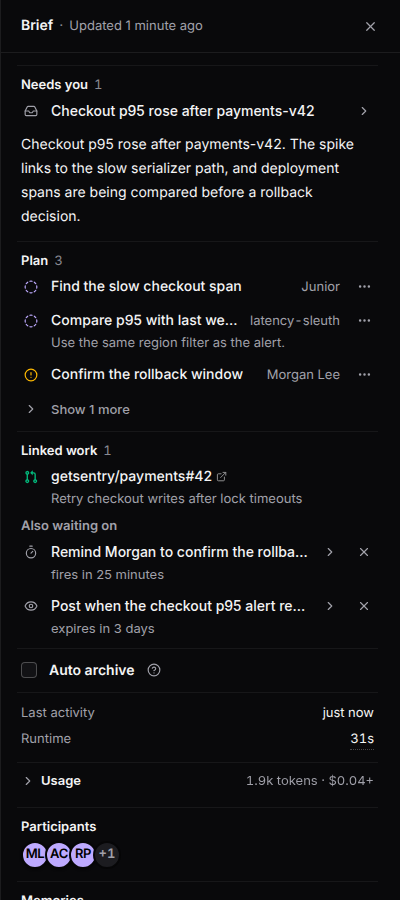 Brief · Updated 1 minute ago
Needs you 1
Checkout p95 rose after payments-v42
Checkout p95 rose after payments-v42. The spike
links to the slow serializer path, and deployment
spans are being compared before a rollback
decision.
Plan 3
Find the slow checkout span Junior
Compare p95 with last we... latency-sleuth
Use the same region filter as the alert.
Confirm the rollback window Morgan Lee
Show 1 more
Linked work 1
getsentry/payments#42
Retry checkout writes after lock timeouts
Also waiting on
Remind Morgan to confirm the rollba...
fires in 25 minutes
Post when the checkout p95 alert re...
expires in 3 days
Auto archive
Last activity just now
Runtime 31s
Usage 1.9k tokens · $0.04+
Participants
ML AC RP +1
Memories